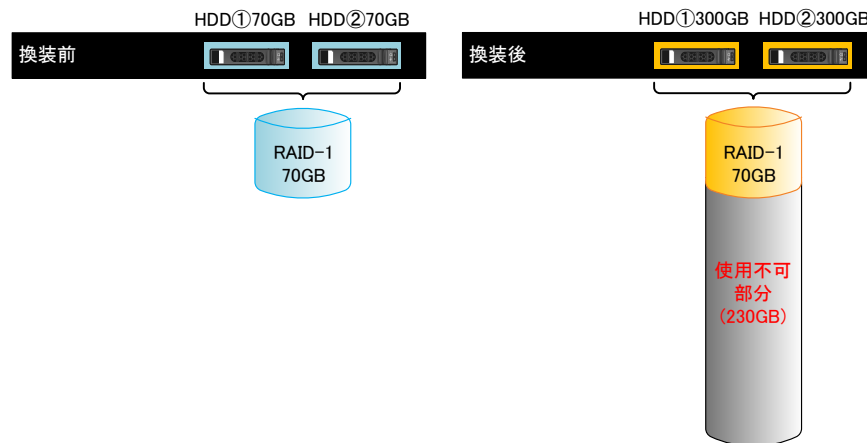 HDD①70GB HDD②70GB
換装前
RAID-1
70GB
HDD①300GB HDD②300GB
換装後
RAID-1
70GB
使用不可
部分
(230GB)